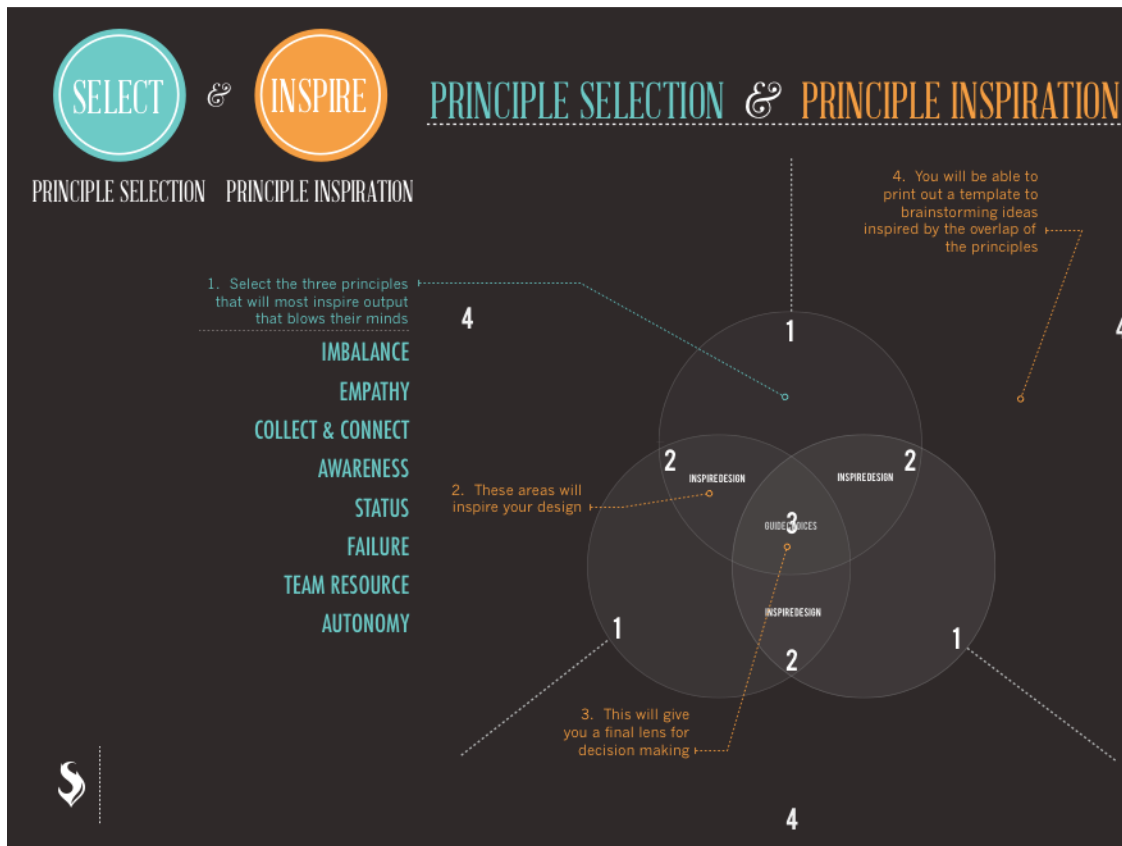 SELECT
&
INSPIRE
PRINCIPLE SELECTION
PRINCIPLE INSPIRATION
PRINCIPLE SELECTION & PRINCIPLE INSPIRATION
1. Select the three principles
that will most inspire output
that blows their minds
IMBALANCE
EMPATHY
COLLECT & CONNECT
AWARENESS
STATUS
FAILURE
TEAM RESOURCE
AUTONOMY
4. You will be able to
print out a template to
brainstorming ideas
inspired by the overlap of
the principles
4
4
1
2
2
INSPIREDESIGN
INSPIREDESIGN
2. These areas will
inspire your design
3
INSPIREDESIGN
1
1
2
3. This will give
you a final lens for
decision making
4